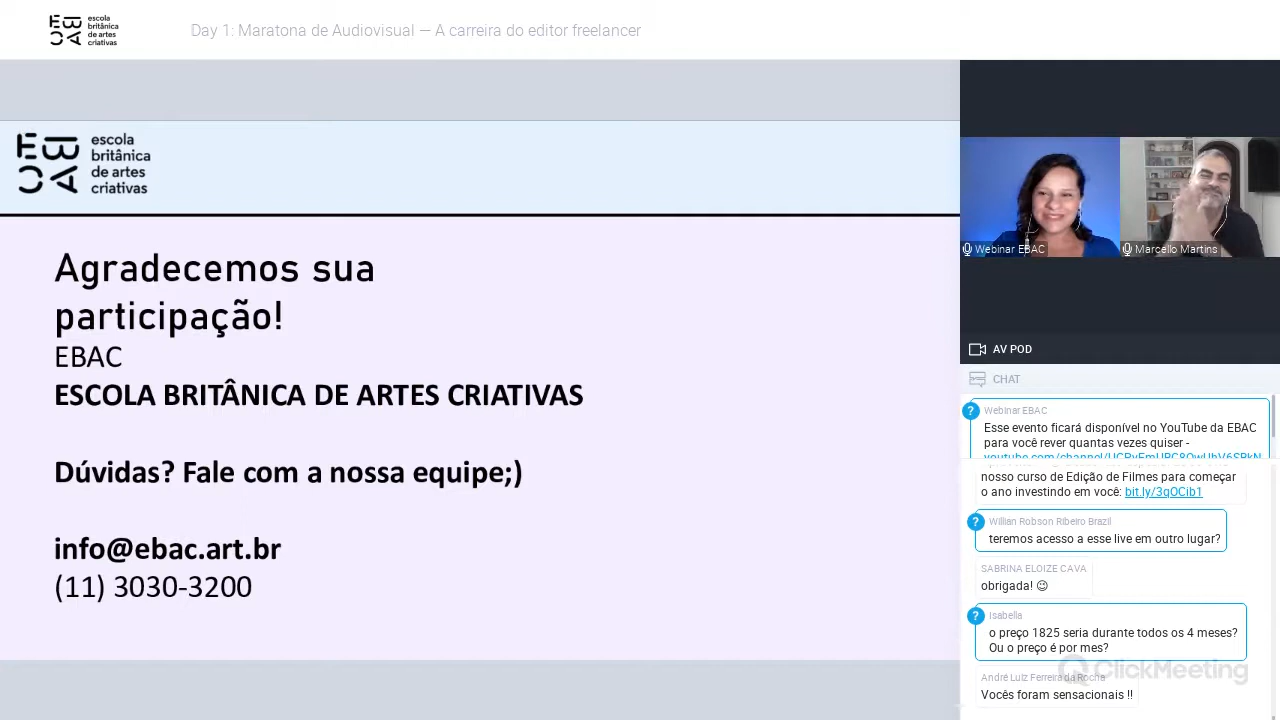 EBAC
escola
britânica
de artes
criativas
Day 1: Maratona de Audiovisual — A carreira do editor freelancer
EBAC
escola
britânica
de artes
criativas
Agradecemos sua
participação!
EBAC
ESCOLA BRITÂNICA DE ARTES CRIATIVAS
Dúvidas? Fale com a nossa equipe;)
info@ebac.art.br
(11) 3030-3200
Webinar EBAC
Marcello Martins
AV POD
CHAT
? Webinar EBAC
Esse evento ficará disponível no YouTube da EBAC
para você rever quantas vezes quiser -
nosso curso de Edição de Filmes para começar
o ano investindo em você: bit.ly/3qOCib1
? Willian Robson Ribeiro Brazil
teremos acesso a esse live em outro lugar?
SABRINA ELOIZE CAVA
obrigada! 😉
? Isabella
o preço 1825 seria durante todos os 4 meses?
Ou o preço é por mes?
ClickMeeting
André Luiz Ferreira da Rocha
Vocês foram sensacionais !!